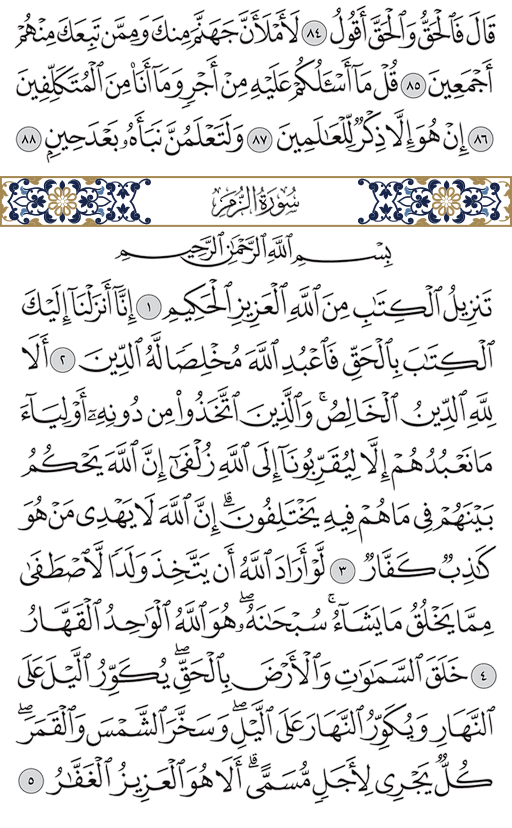 قَالَ فَٱلْحَقُّ وَٱلْحَقَّ أَقُولُ ٨٤ لَأَمْلَأَنَّ جَهَنَّمَ مِنكَ وَمِمَّن تَبِعَكَ مِنْهُمْ
أَجْمَعِينَ ٨٥ قُلْ مَآ أَسْـَٔلُكُمْ عَلَيْهِ مِنْ أَجْرٍ وَمَآ أَنَا۠ مِنَ ٱلْمُتَكَلِّفِينَ
٨٦ إِنْ هُوَ إِلَّا ذِكْرٌ لِّلْعَـٰلَمِينَ ٨٧ وَلَتَعْلَمُنَّ نَبَأَهُۥ بَعْدَ حِينٍۭ ٨٨
سُورَةُ الزُّمَرِ
بِسْمِ ٱللَّهِ ٱلرَّحْمَـٰنِ ٱلرَّحِيمِ
تَنزِيلُ ٱلْكِتَـٰبِ مِنَ ٱللَّهِ ٱلْعَزِيزِ ٱلْحَكِيمِ ١ إِنَّآ أَنزَلْنَآ إِلَيْكَ
ٱلْكِتَـٰبَ بِٱلْحَقِّ فَٱعْبُدِ ٱللَّهَ مُخْلِصًا لَّهُ ٱلدِّينَ ٢ أَلَا
لِلَّهِ ٱلدِّينُ ٱلْخَالِصُ ۚ وَٱلَّذِينَ ٱتَّخَذُوا۟ مِن دُونِهِۦٓ أَوْلِيَآءَ
مَا نَعْبُدُهُمْ إِلَّا لِيُقَرِّبُونَآ إِلَى ٱللَّهِ زُلْفَىٰٓ إِنَّ ٱللَّهَ يَحْكُمُ
بَيْنَهُمْ فِى مَا هُمْ فِيهِ يَخْتَلِفُونَ ۗ إِنَّ ٱللَّهَ لَا يَهْدِى مَنْ هُوَ
كَـٰذِبٌ كَفَّارٌ ٣ لَّوْ أَرَادَ ٱللَّهُ أَن يَتَّخِذَ وَلَدًا لَّٱصْطَفَىٰ
مِمَّا يَخْلُقُ مَا يَشَآءُ ۚ سُبْحَـٰنَهُۥ ۖ هُوَ ٱللَّهُ ٱلْوَٰحِدُ ٱلْقَهَّارُ
٤ خَلَقَ ٱلسَّمَـٰوَٰتِ وَٱلْأَرْضَ بِٱلْحَقِّ ۖ يُكَوِّرُ ٱلَّيْلَ عَلَى
ٱلنَّهَارِ وَيُكَوِّرُ ٱلنَّهَارَ عَلَى ٱلَّيْلِ ۖ وَسَخَّرَ ٱلشَّمْسَ وَٱلْقَمَرَ ۖ
كُلٌّ يَجْرِى لِأَجَلٍ مُّسَمًّى ۗ أَلَا هُوَ ٱلْعَزِيزُ ٱلْغَفَّـٰرُ ٥